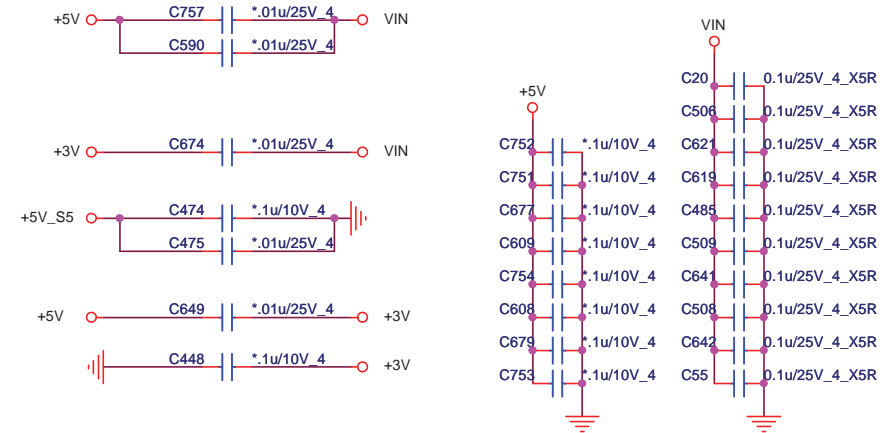 +5V C757 *.01u/25V_4 VIN
C590 *.01u/25V_4
+3V C674 *.01u/25V_4 VIN
+5V_S5 C474 *.1u/10V_4
C475 *.01u/25V_4
+5V C649 *.01u/25V_4 +3V
C448 *.1u/10V_4 +3V
+5V
C752 *.1u/10V_4
C751 *.1u/10V_4
C677 *.1u/10V_4
C609 *.1u/10V_4
C754 *.1u/10V_4
C608 *.1u/10V_4
C679 *.1u/10V_4
C753 *.1u/10V_4
VIN
C20 0.1u/25V_4_X5R
C506 0.1u/25V_4_X5R
C621 0.1u/25V_4_X5R
C619 0.1u/25V_4_X5R
C485 0.1u/25V_4_X5R
C509 0.1u/25V_4_X5R
C641 0.1u/25V_4_X5R
C508 0.1u/25V_4_X5R
C642 0.1u/25V_4_X5R
C55 0.1u/25V_4_X5R